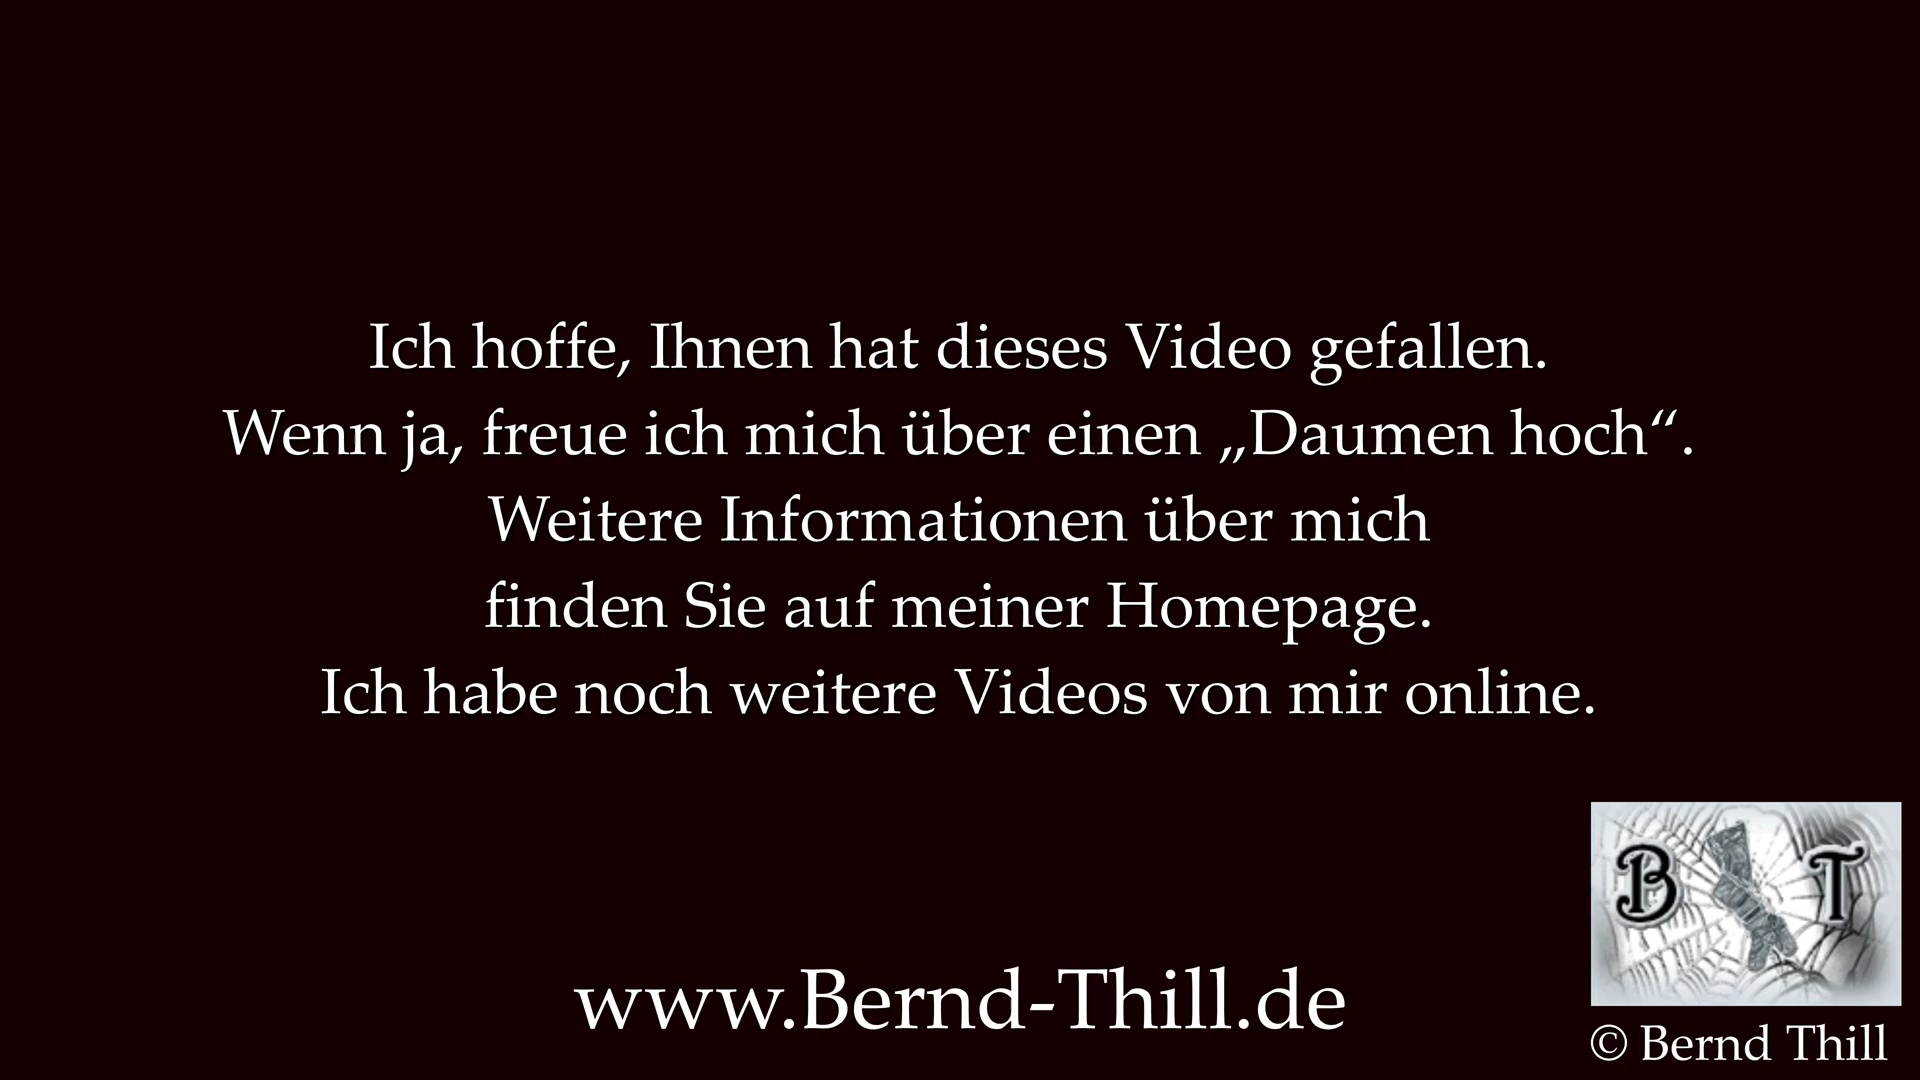 Ich hoffe, Ihnen hat dieses Video gefallen.
Wenn ja, freue ich mich über einen „Daumen hoch“.
Weitere Informationen über mich
finden Sie auf meiner Homepage.
Ich habe noch weitere Videos von mir online.
B T
www.Bernd-Thill.de
© Bernd Thill